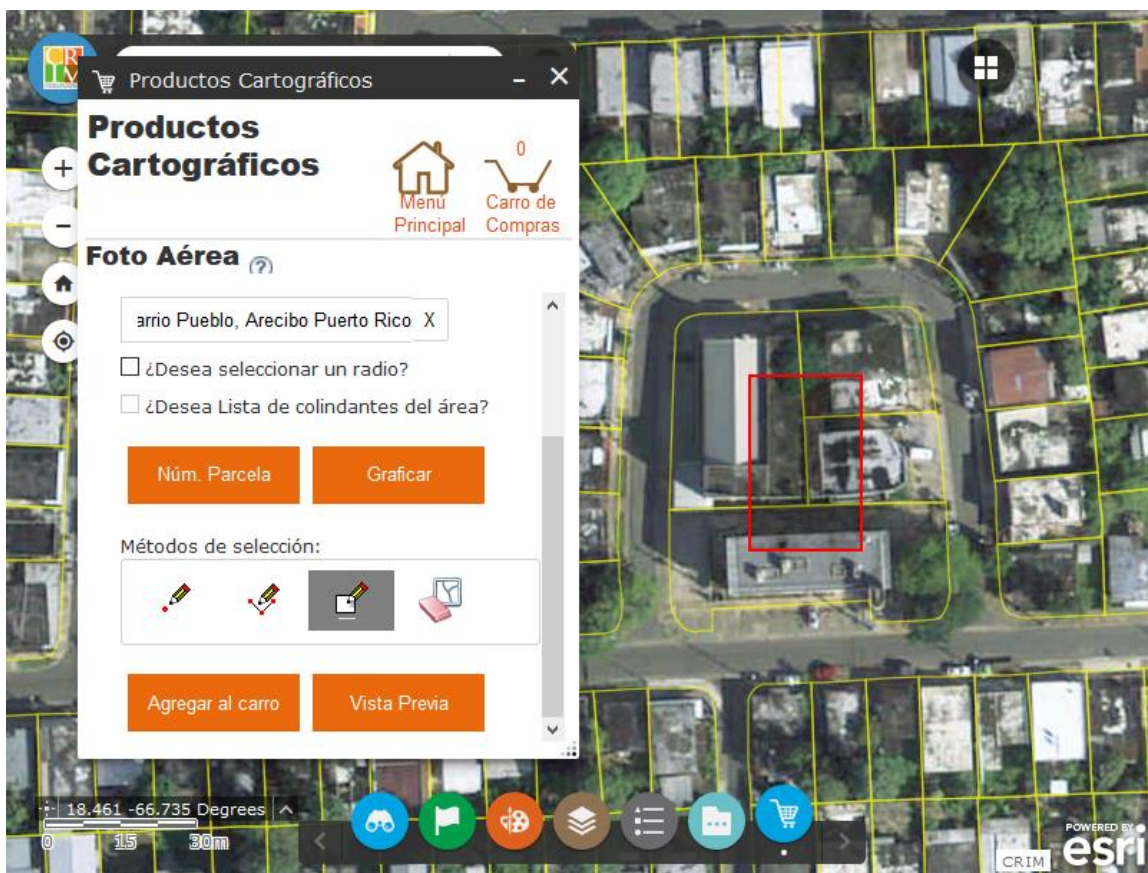 CR
IM
Productos Cartográficos
Productos
Cartográficos
0
Menú
Principal
Carro de
Compras
Foto Aérea
?
arrio Pueblo, Arecibo Puerto Rico X
¿Desea seleccionar un radio?
¿Desea Lista de colindantes del área?
Núm. Parcela
Graficar
Métodos de selección:
Agregar al carro
Vista Previa
18.461 -66.735 Degrees
0 15 30m
POWERED BY
esri
CRIM